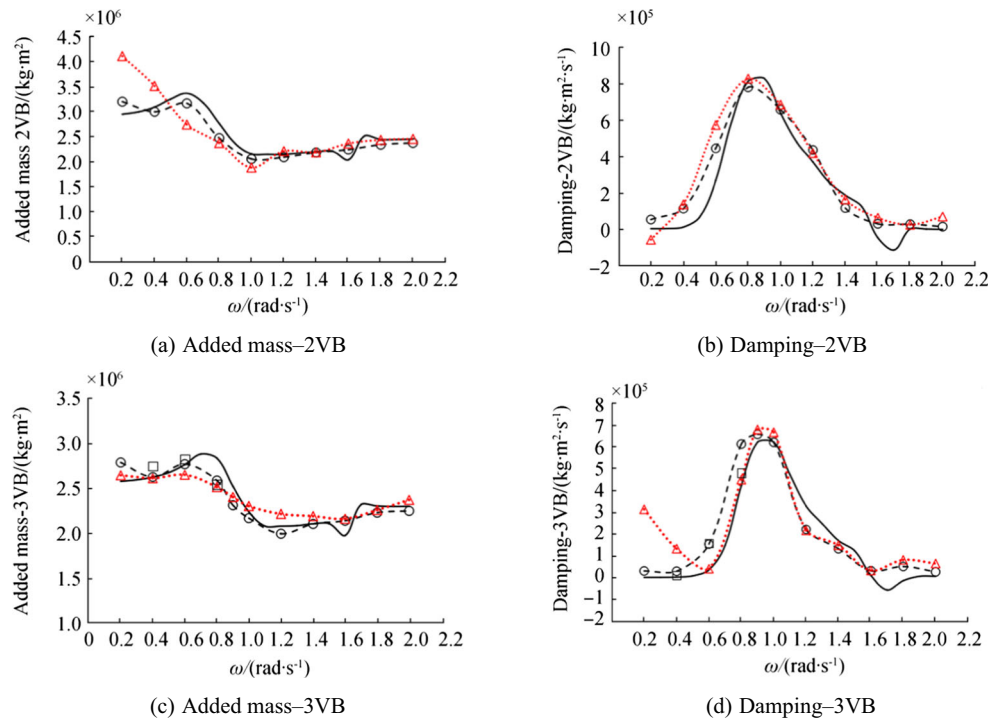 ×10⁶
Added mass 2VB/(kg·m²)
4.5
4.0
3.5
3.0
2.5
2.0
1.5
1.0
0.5
0
0.2 0.4 0.6 0.8 1.0 1.2 1.4 1.6 1.8 2.0 2.2
ω/(rad·s⁻¹)
(a) Added mass–2VB
×10⁵
Damping-2VB/(kg·m²·s⁻¹)
10
8
6
4
2
0
−2
0.2 0.4 0.6 0.8 1.0 1.2 1.4 1.6 1.8 2.0 2.2
ω/(rad·s⁻¹)
(b) Damping–2VB
×10⁶
Added mass-3VB/(kg·m²)
3.5
3.0
2.5
2.0
1.5
1.0
0 0.2 0.4 0.6 0.8 1.0 1.2 1.4 1.6 1.8 2.0 2.2
ω/(rad·s⁻¹)
(c) Added mass–3VB
×10⁵
Damping-3VB/(kg·m²·s⁻¹)
8
7
6
5
4
3
2
1
0
−1
−2
0.2 0.4 0.6 0.8 1.0 1.2 1.4 1.6 1.8 2.0 2.2
ω/(rad·s⁻¹)
(d) Damping–3VB